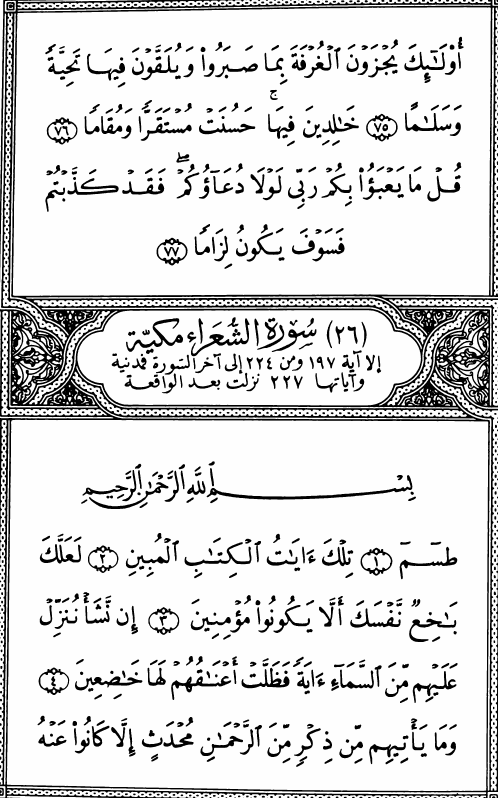 أُوْلَٰٓئِكَ يُجْزَوْنَ ٱلْغُرْفَةَ بِمَا صَبَرُواْ وَيُلَقَّوْنَ فِيهَا تَحِيَّةً
وَسَلَٰمًا ٧٥ خَٰلِدِينَ فِيهَاۚ حَسُنَتْ مُسْتَقَرًّا وَمُقَامًا ٧٦
قُلْ مَا يَعْبَؤُاْ بِكُمْ رَبِّى لَوْلَا دُعَآؤُكُمْۖ فَقَدْ كَذَّبْتُمْ
فَسَوْفَ يَكُونُ لِزَامًا ٧٧
(٢٦) سُورَة الشُّعَرَاءِ مَكِيَّة
إلا آية ١٩٧ ومن ٢٢٤ إلى آخر السورة فمدنية
وآياتها ٢٢٧ نزلت بعد الواقعة
بِسْمِ ٱللَّهِ ٱلرَّحْمَٰنِ ٱلرَّحِيمِ
طسٓمٓ ١ تِلْكَ ءَايَٰتُ ٱلْكِتَٰبِ ٱلْمُبِينِ ٢ لَعَلَّكَ
بَٰخِعٌ نَّفْسَكَ أَلَّا يَكُونُواْ مُؤْمِنِينَ ٣ إِن نَّشَأْ نُنَزِّلْ
عَلَيْهِم مِّنَ ٱلسَّمَآءِ ءَايَةً فَظَلَّتْ أَعْنَٰقُهُمْ لَهَا خَٰضِعِينَ ٤
وَمَا يَأْتِيهِم مِّن ذِكْرٍ مِّنَ ٱلرَّحْمَٰنِ مُحْدَثٍ إِلَّا كَانُواْ عَنْهُ